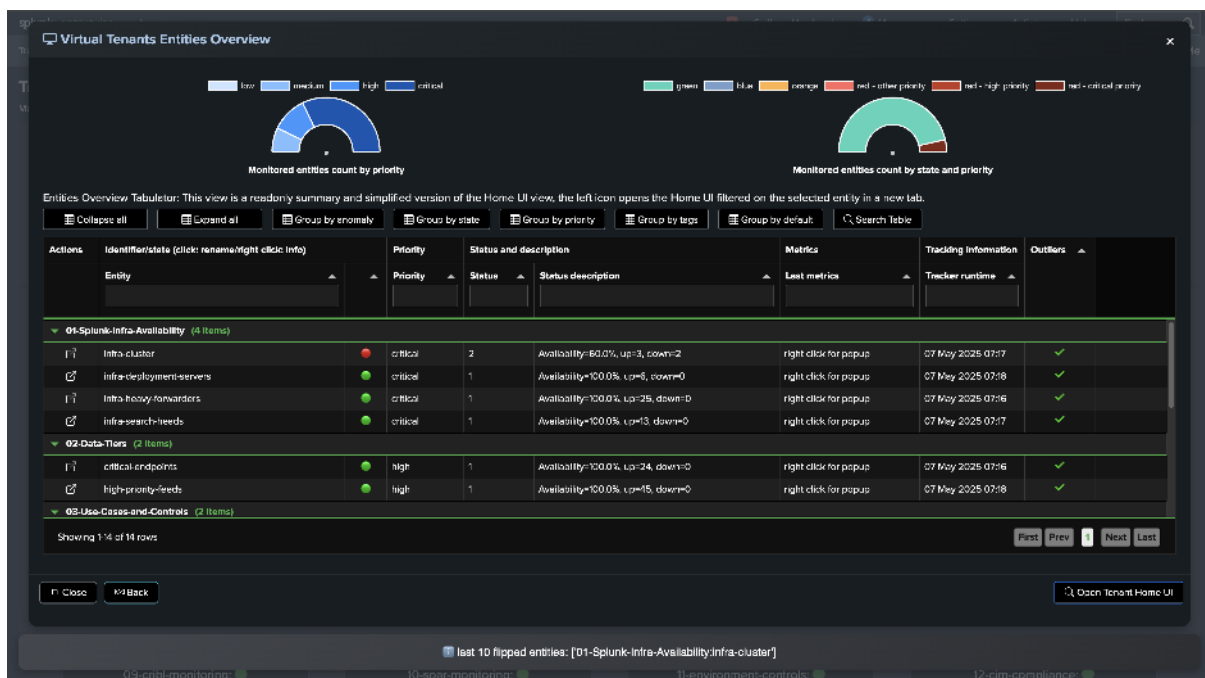 Virtual Tenants Entities Overview
low medium high critical
green blue orange red - other priority red - high priority red - critical priority
Monitored entities count by priority
Monitored entities count by state and priority
Entities Overview Tabulator: This view is a readonly summary and simplified version of the Home UI view, the left icon opens the Home UI filtered on the selected entity in a new tab.
Collapse all Expand all Group by anomaly Group by state Group by priority Group by tags Group by default Search Table
Actions Identifier/state (click: rename/right click: info) Priority Status and description Metrics Tracking information Outliers
Entity Priority Status Status description Last metrics Tracker runtime
01-Splunk-Infra-Availability (4 items)
infra-cluster critical 2 Availability=60.0%, up=3, down=2 right click for popup 07 May 2025 07:17
infra-deployment-servers critical 1 Availability=100.0%, up=6, down=0 right click for popup 07 May 2025 07:18
infra-heavy-forwarders critical 1 Availability=100.0%, up=25, down=0 right click for popup 07 May 2025 07:16
infra-search-heads critical 1 Availability=100.0%, up=13, down=0 right click for popup 07 May 2025 07:17
02-Data-Tiers (2 items)
critical-endpoints high 1 Availability=100.0%, up=24, down=0 right click for popup 07 May 2025 07:16
high-priority-feeds high 1 Availability=100.0%, up=45, down=0 right click for popup 07 May 2025 07:18
03-Use-Cases-and-Controls (2 items)
Showing 1-14 of 14 rows
First Prev 1 Next Last
Close Back Open Tenant Home UI
last 10 flipped entities: ['01-Splunk-Infra-Availability:infra-cluster']
09-cribl-monitoring: 10-soar-monitoring: 11-environment-controls: 12-cim-compliance: